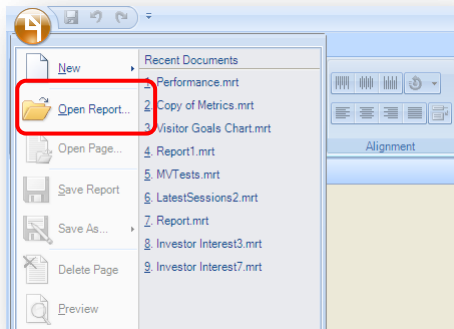 New
Open Report...
Open Page...
Save Report
Save As...
Delete Page
Preview
Recent Documents
1. Performance.mrt
2. Copy of Metrics.mrt
3. Visitor Goals Chart.mrt
4. Report1.mrt
5. MVTests.mrt
6. LatestSessions2.mrt
7. Report.mrt
8. Investor Interest3.mrt
9. Investor Interest7.mrt
Alignment